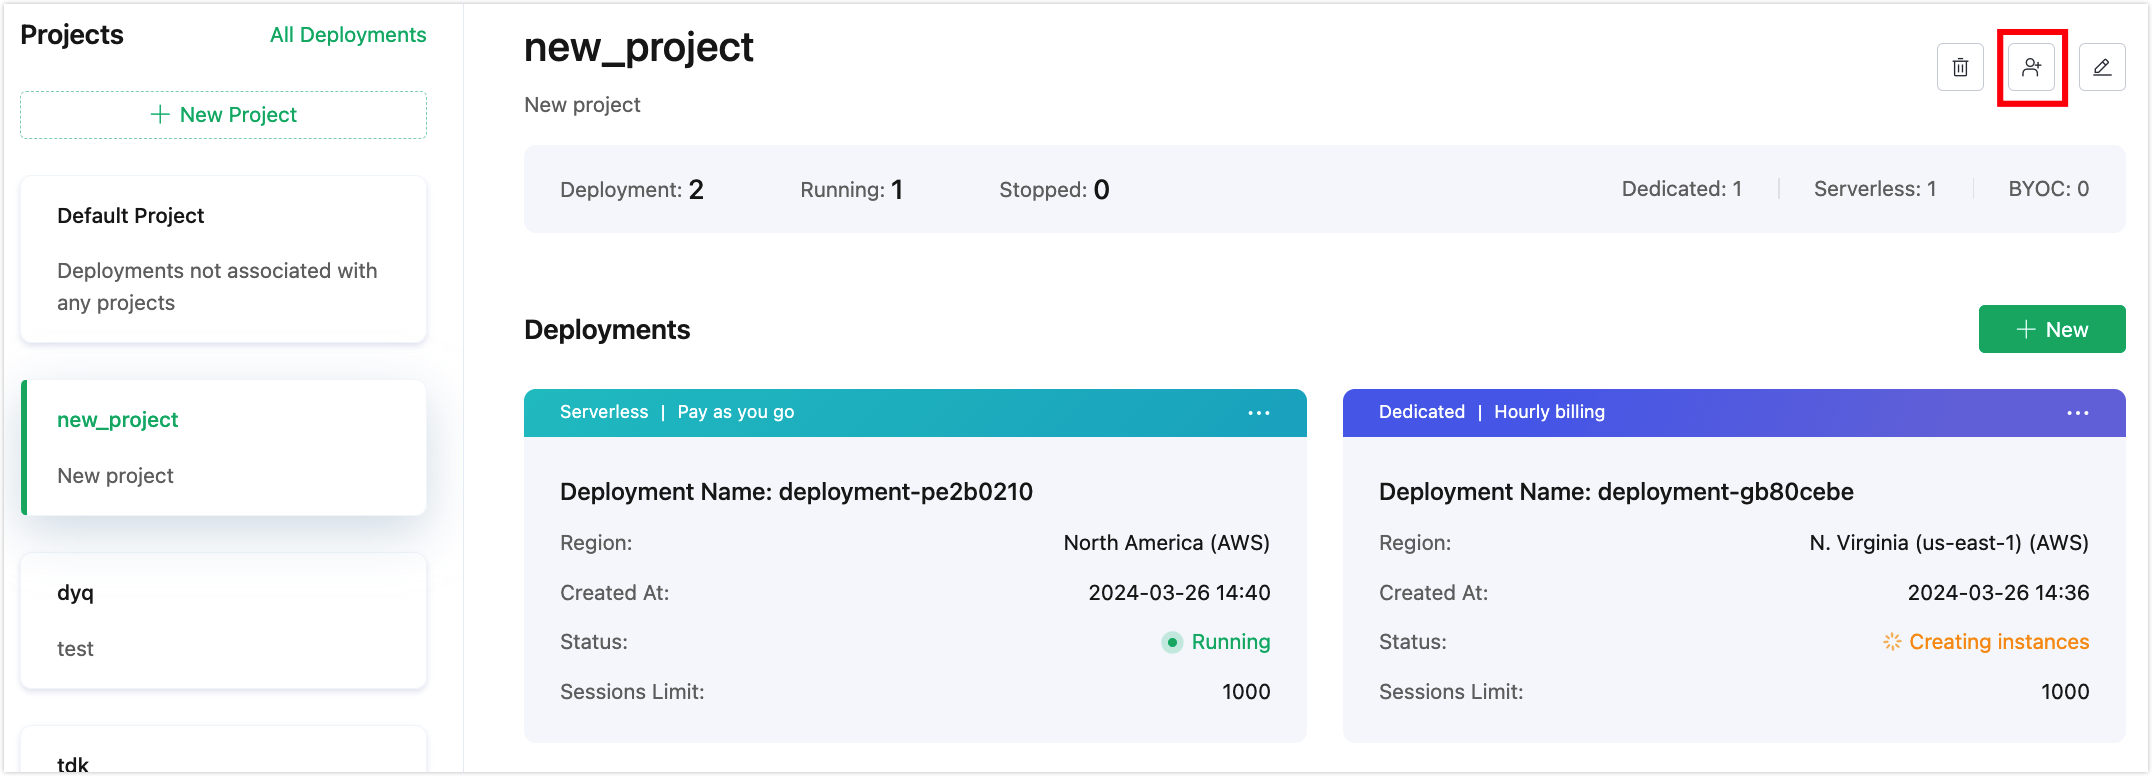 Projects
All Deployments
+ New Project
Default Project
Deployments not associated with
any projects
new_project
New project
dyq
test
tdk
new_project
New project
Deployment: 2
Running: 1
Stopped: 0
Dedicated: 1
Serverless: 1
BYOC: 0
Deployments
+ New
Serverless | Pay as you go
Deployment Name: deployment-pe2b0210
Region: North America (AWS)
Created At: 2024-03-26 14:40
Status: Running
Sessions Limit: 1000
Dedicated | Hourly billing
Deployment Name: deployment-gb80cebe
Region: N. Virginia (us-east-1) (AWS)
Created At: 2024-03-26 14:36
Status: Creating instances
Sessions Limit: 1000